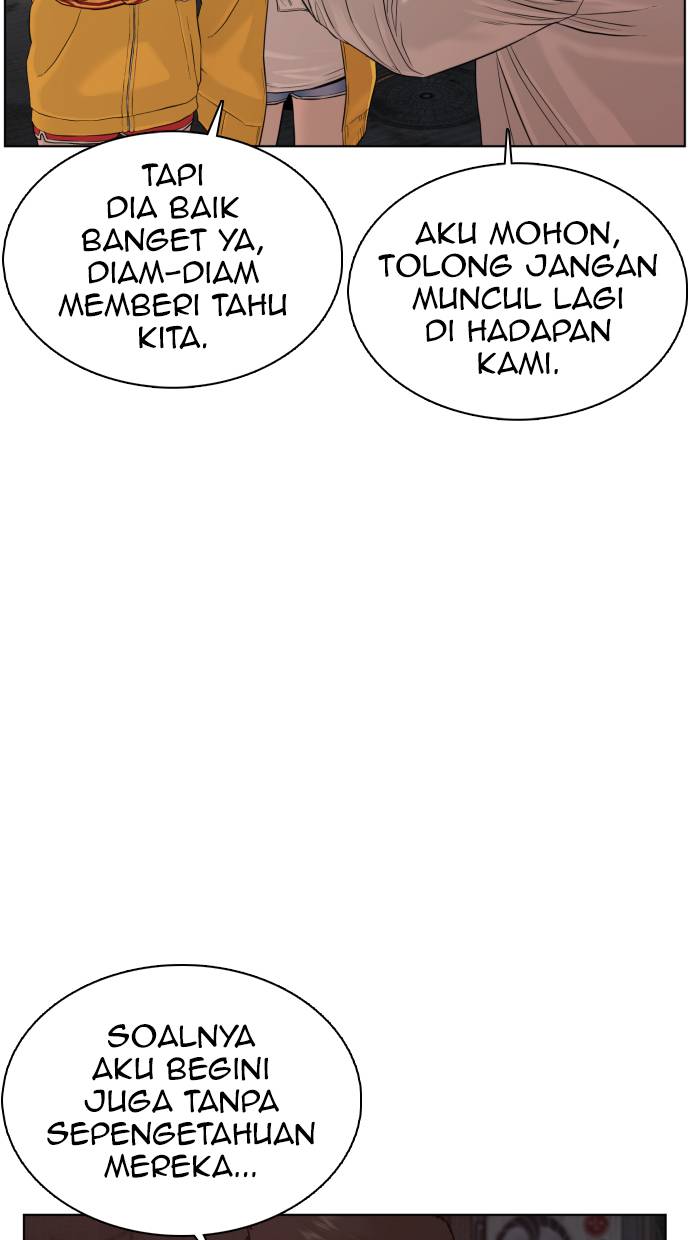 TAPI
DIA BAIK
BANGET YA,
DIAM-DIAM
MEMBERI TAHU
KITA.
AKU MOHON,
TOLONG JANGAN
MUNCUL LAGI
DI HADAPAN
KAMI.
SOALNYA
AKU BEGINI
JUGA TANPA
SEPENGETAHUAN
MEREKA...